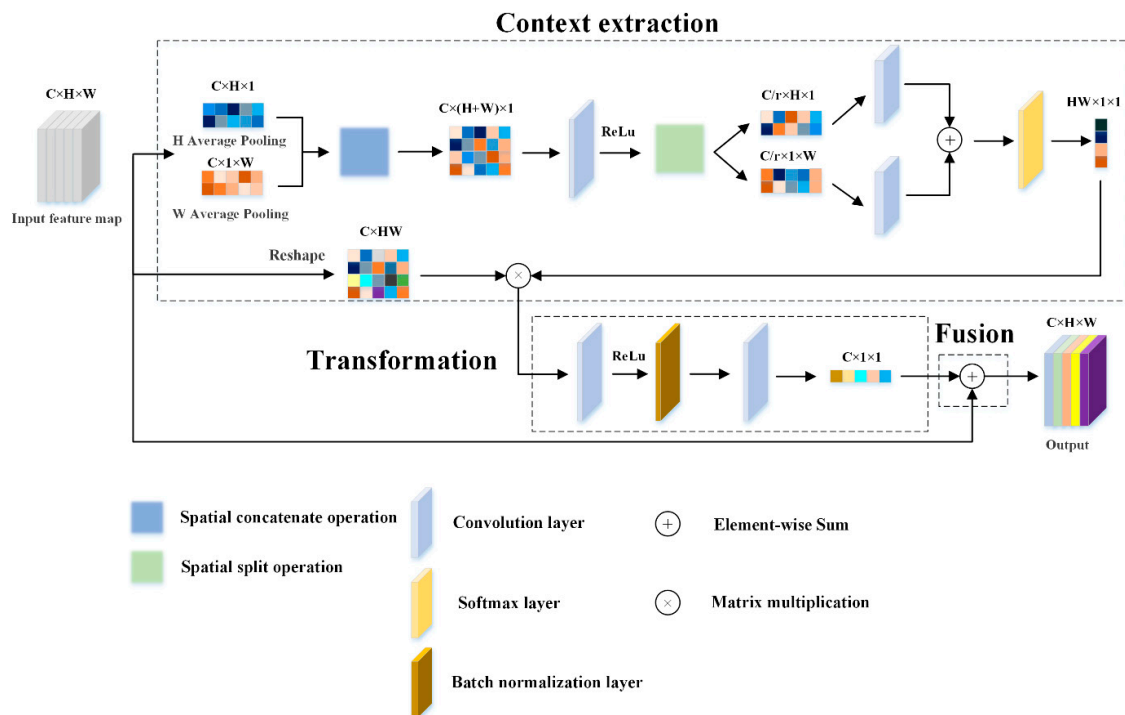 Context extraction
C×H×W
Input feature map
C×H×1
H Average Pooling
C×1×W
W Average Pooling
C×(H+W)×1
ReLu
C/r×H×1
C/r×1×W
+
HW×1×1
Reshape
C×HW
×
Transformation
ReLu
C×1×1
Fusion
+
C×H×W
Output
Spatial concatenate operation
Spatial split operation
Convolution layer
Softmax layer
Batch normalization layer
+
Element-wise Sum
×
Matrix multiplication